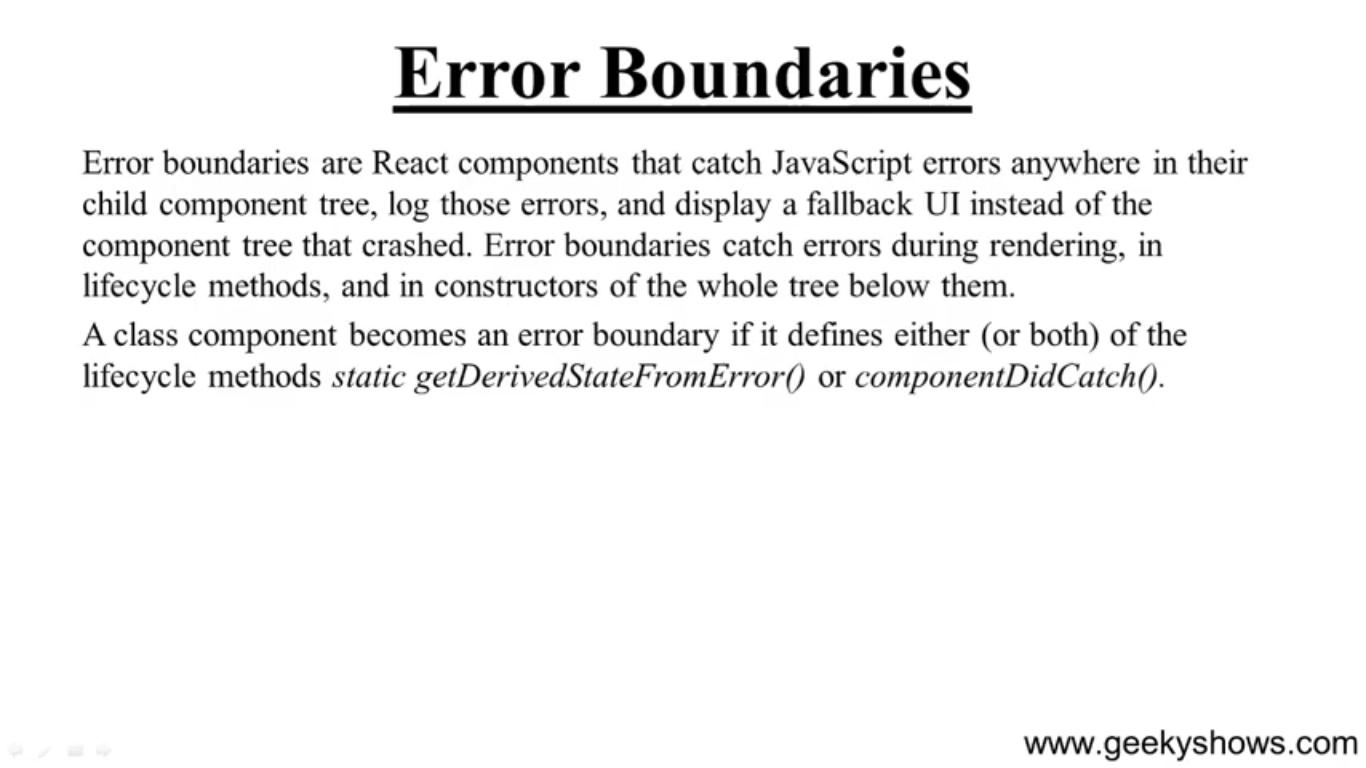 Error Boundaries
Error boundaries are React components that catch JavaScript errors anywhere in their
child component tree, log those errors, and display a fallback UI instead of the
component tree that crashed. Error boundaries catch errors during rendering, in
lifecycle methods, and in constructors of the whole tree below them.
A class component becomes an error boundary if it defines either (or both) of the
lifecycle methods static getDerivedStateFromError() or componentDidCatch().
www.geekyshows.com